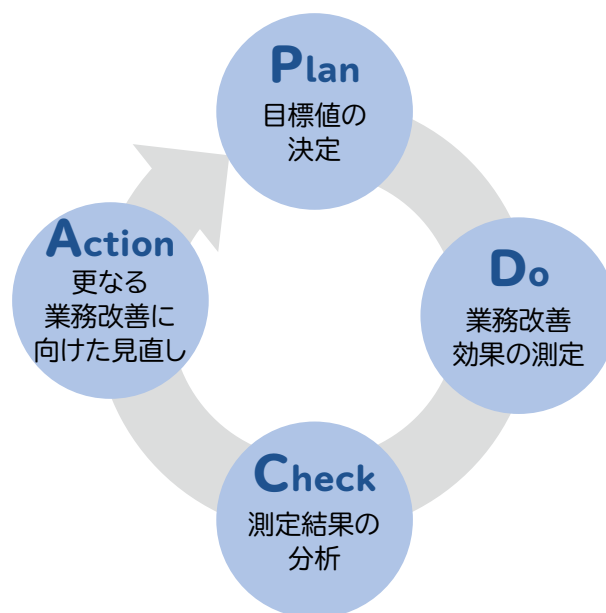 Plan
目標値の
決定
Do
業務改善
効果の測定
Check
測定結果の
分析
Action
更なる
業務改善に
向けた見直し